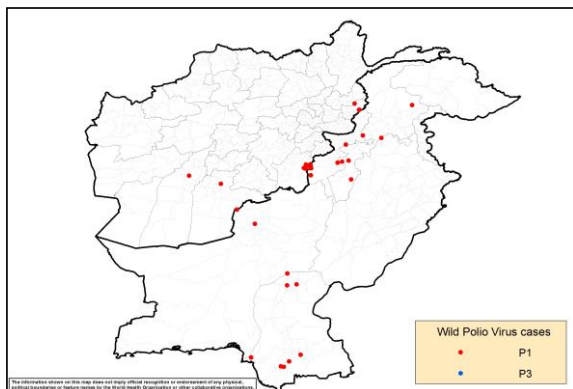 Wild Polio Virus cases
P1
P3
The information shown on this map does not imply official recognition or endorsement of any physical,
political boundaries or feature names by the World Health Organization or other collaborative organizations.